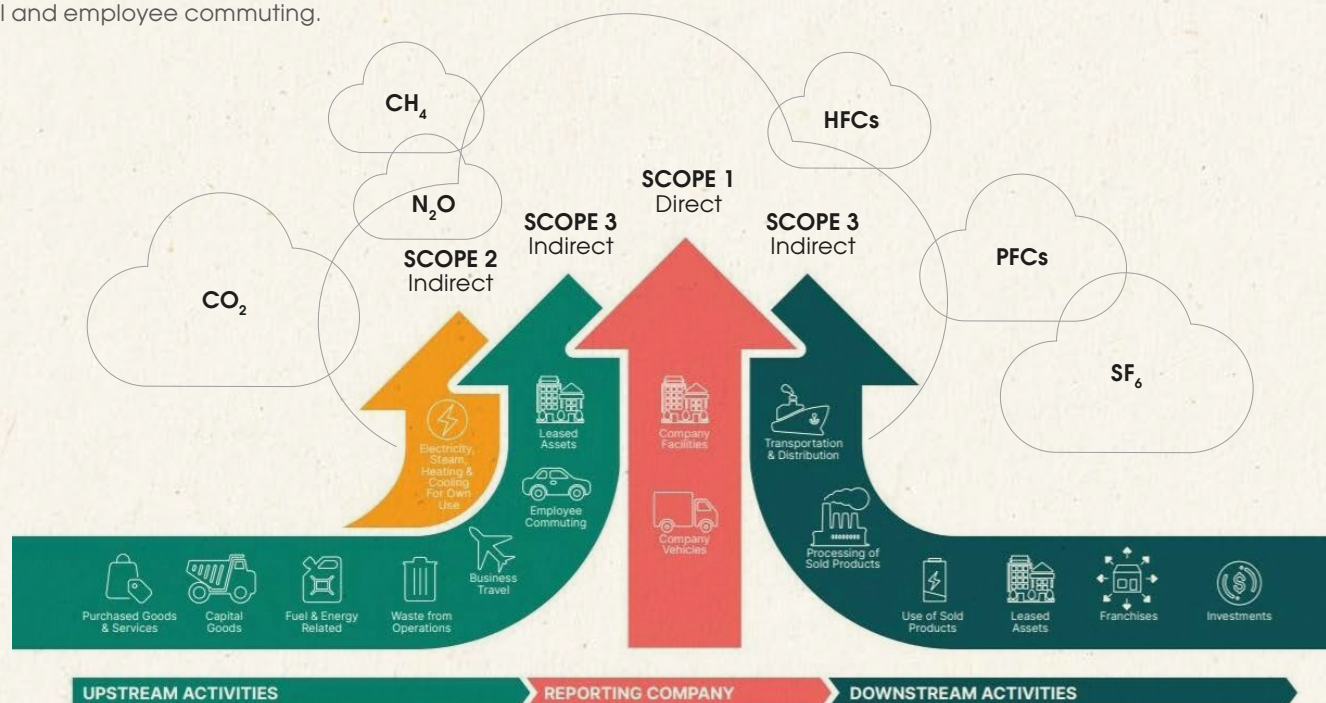 l and employee commuting.
CH₄
HFCs
N₂O
SCOPE 1
Direct
SCOPE 3
Indirect
SCOPE 3
Indirect
SCOPE 2
Indirect
PFCs
CO₂
SF₆
Electricity,
Steam,
Heating &
Cooling
For Own
Use
Leased
Assets
Employee
Commuting
Business
Travel
Purchased Goods
& Services
Capital
Goods
Fuel & Energy
Related
Waste from
Operations
Company
Facilities
Company
Vehicles
Transportation
& Distribution
Processing of
Sold Products
Use of Sold
Products
Leased
Assets
Franchises
Investments
UPSTREAM ACTIVITIES
REPORTING COMPANY
DOWNSTREAM ACTIVITIES